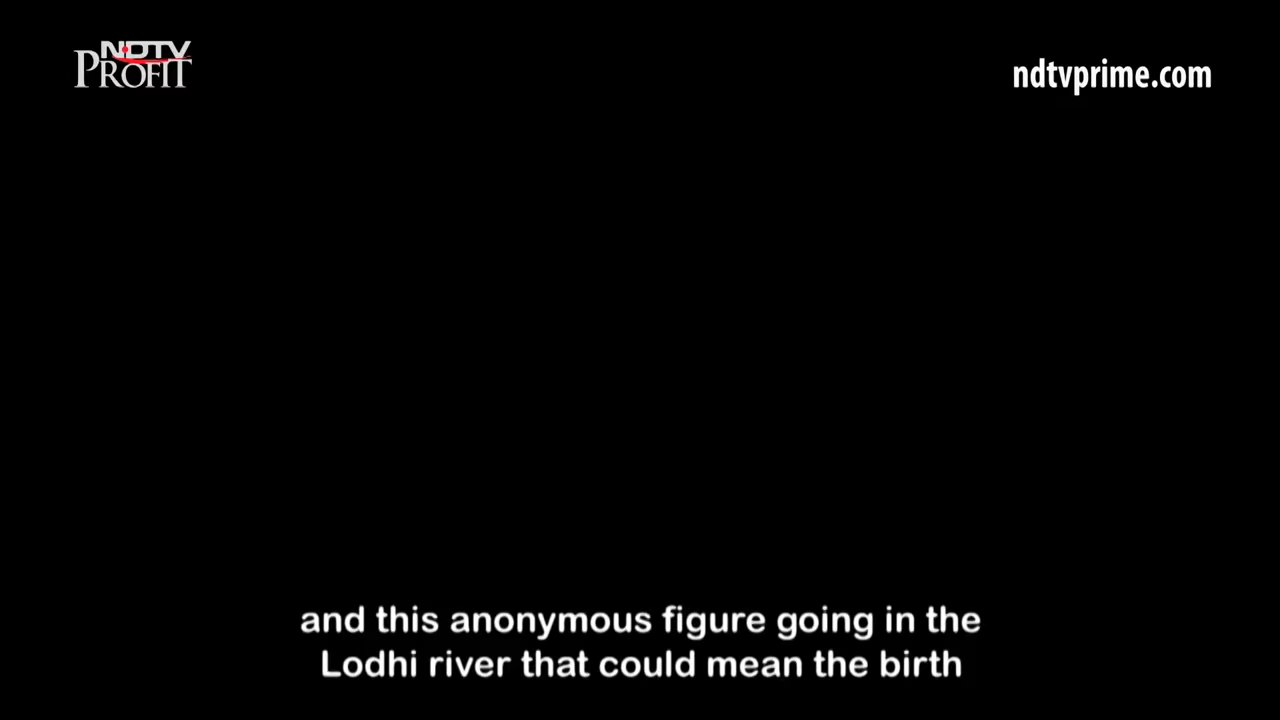 NDTV
PROFIT
ndtvprime.com
and this anonymous figure going in the
Lodhi river that could mean the birth